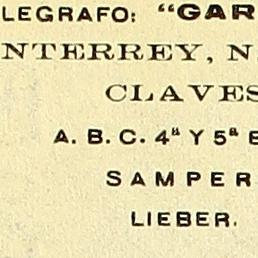 LEGRAFO: "GAR
NTERREY, N.
CLAVES
A. B. C. 4ª Y 5ª E
SAMPER
LIEBER.